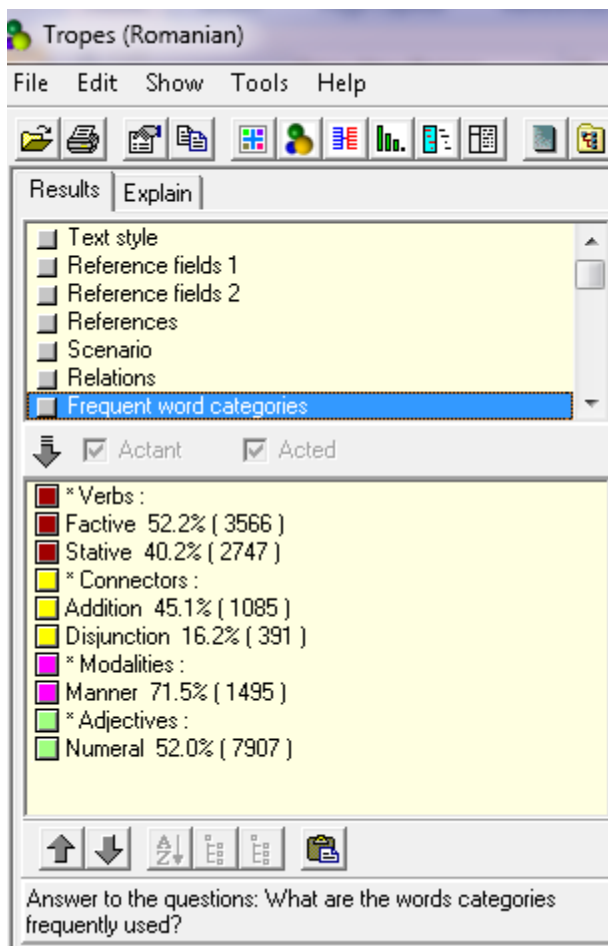 Tropes (Romanian)
File Edit Show Tools Help
Results Explain
Text style
Reference fields 1
Reference fields 2
References
Scenario
Relations
Frequent word categories
Actant Acted
* Verbs :
Factive 52.2% ( 3566 )
Stative 40.2% ( 2747 )
* Connectors :
Addition 45.1% ( 1085 )
Disjunction 16.2% ( 391 )
* Modalities :
Manner 71.5% ( 1495 )
* Adjectives :
Numeral 52.0% ( 7907 )
Answer to the questions: What are the words categories
frequently used?